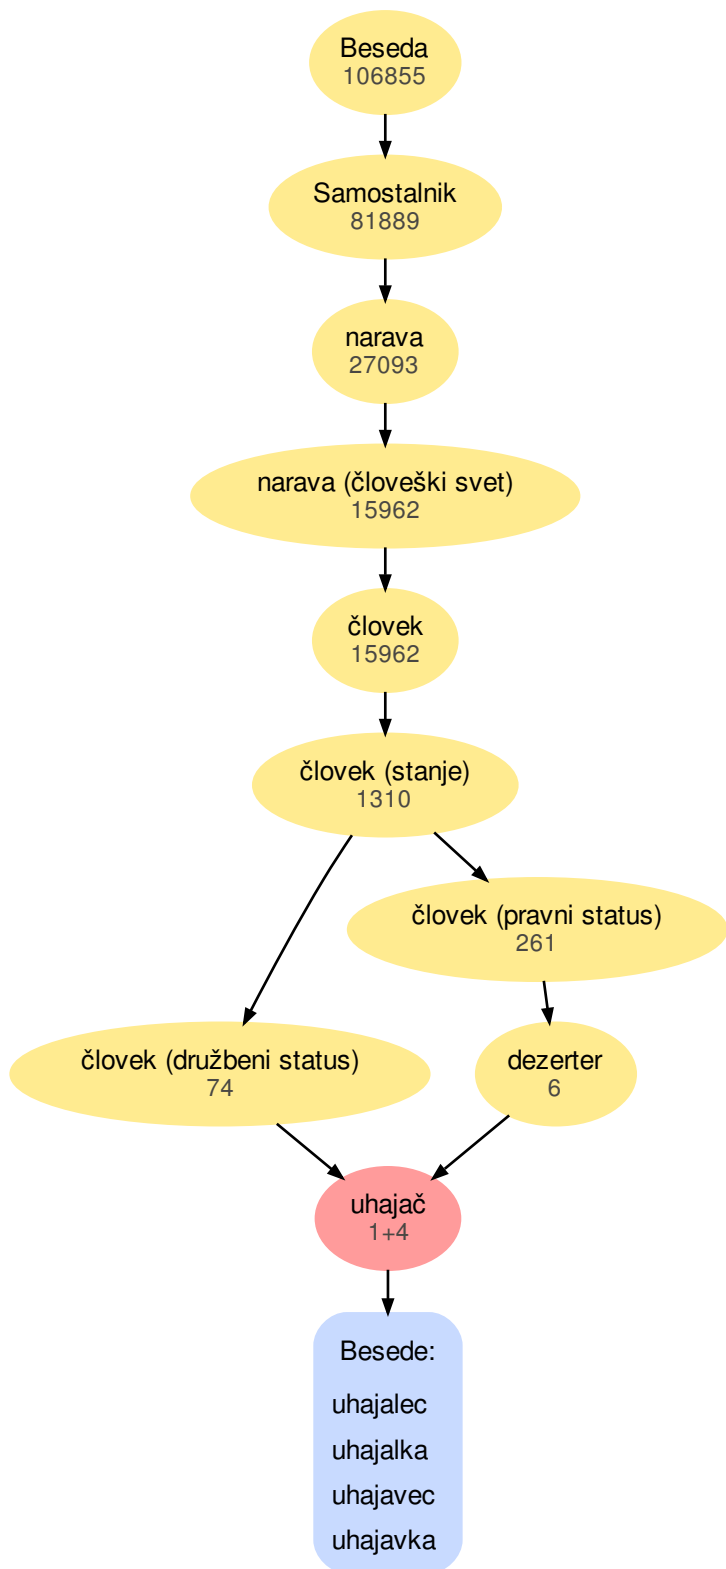 Beseda
106855
Samostalnik
81889
narava
27093
narava (človeški svet)
15962
človek
15962
človek (stanje)
1310
človek (pravni status)
261
človek (družbeni status)
74
dezerter
6
uhajač
1+4
Besede:
uhajalec
uhajalka
uhajavec
uhajavka